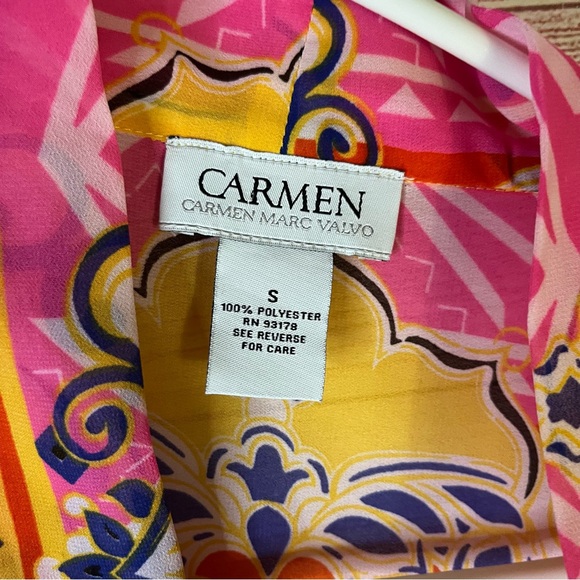 CARMEN
CARMEN MARC VALVO
S
100% POLYESTER
RN 93178
SEE REVERSE
FOR CARE